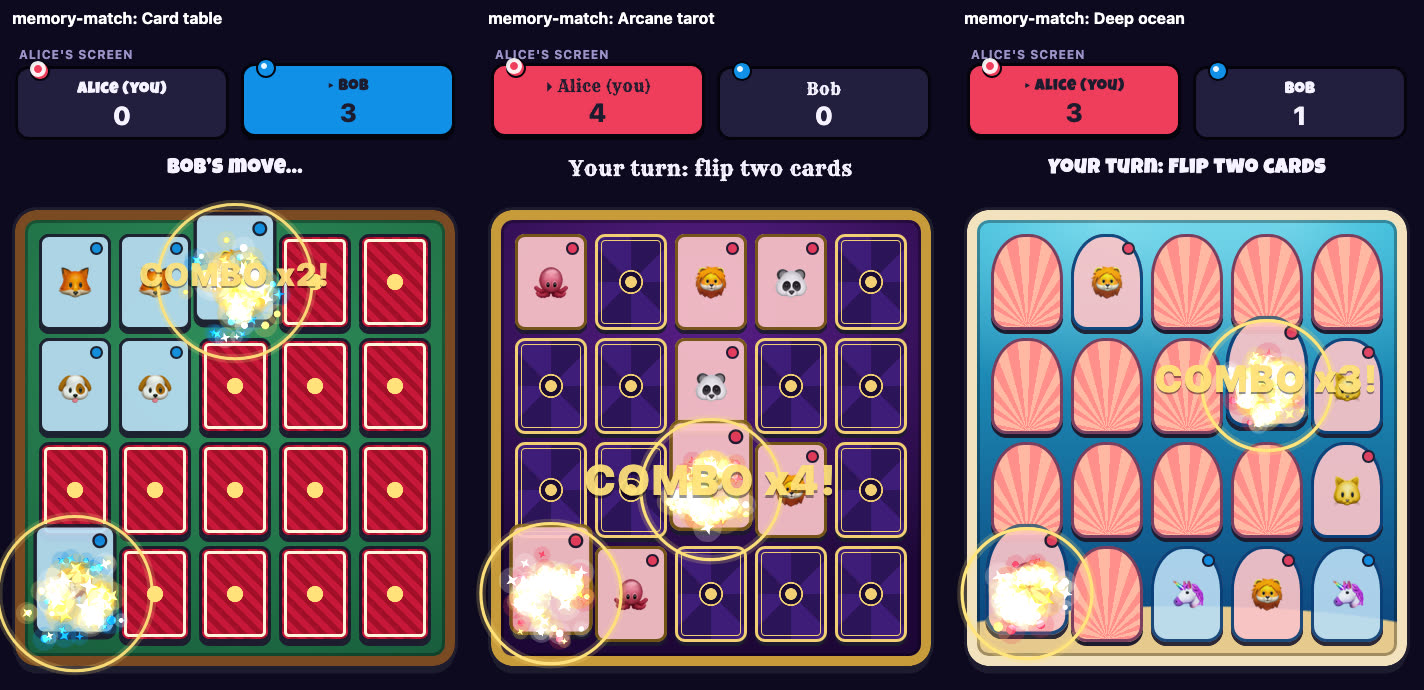 memory-match: Card table
ALICE'S SCREEN
ALICE (YOU)
0
▸ BOB
3
BOB'S MOVE...
COMBO x2!
memory-match: Arcane tarot
ALICE'S SCREEN
▸ Alice (you)
4
Bob
0
Your turn: flip two cards
COMBO x4!
memory-match: Deep ocean
ALICE'S SCREEN
▸ ALICE (YOU)
3
BOB
1
YOUR TURN: FLIP TWO CARDS
COMBO x3!